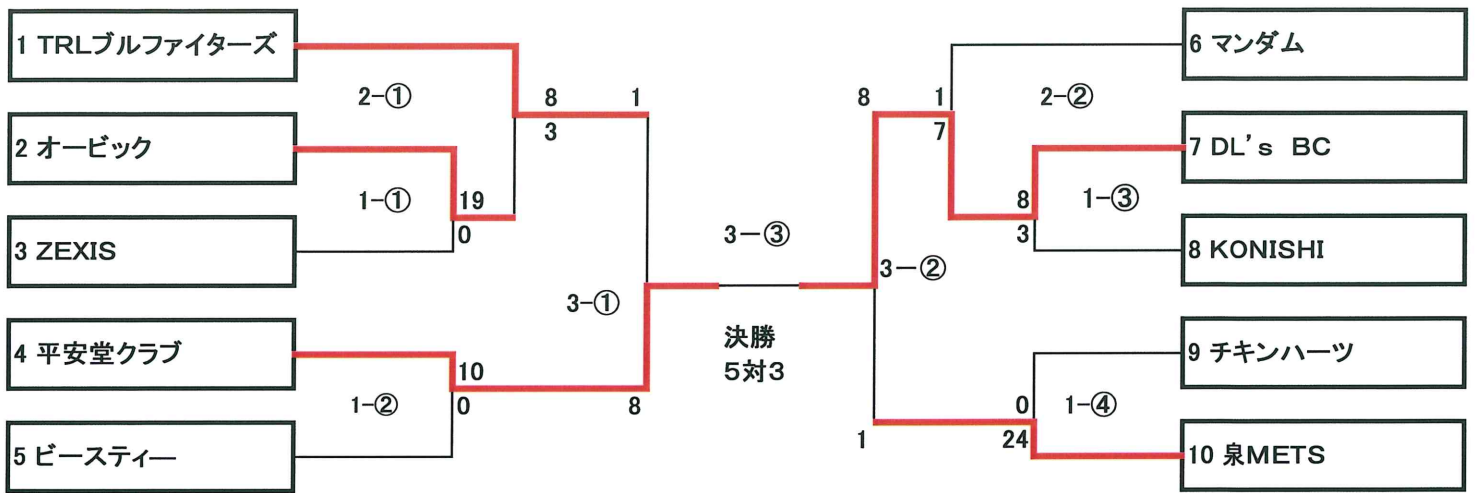 1 TRLブルファイターズ
2-①
8
3
1
2 オービック
1-①
19
0
3 ZEXIS
3-①
4 平安堂クラブ
1-②
10
0
8
5 ビースティー
3-③
決勝
5対3
6 マンダム
8
1
7
2-②
7 DL's BC
8
3
1-③
8 KONISHI
3-②
9 チキンハーツ
1
0
24
1-④
10 泉METS